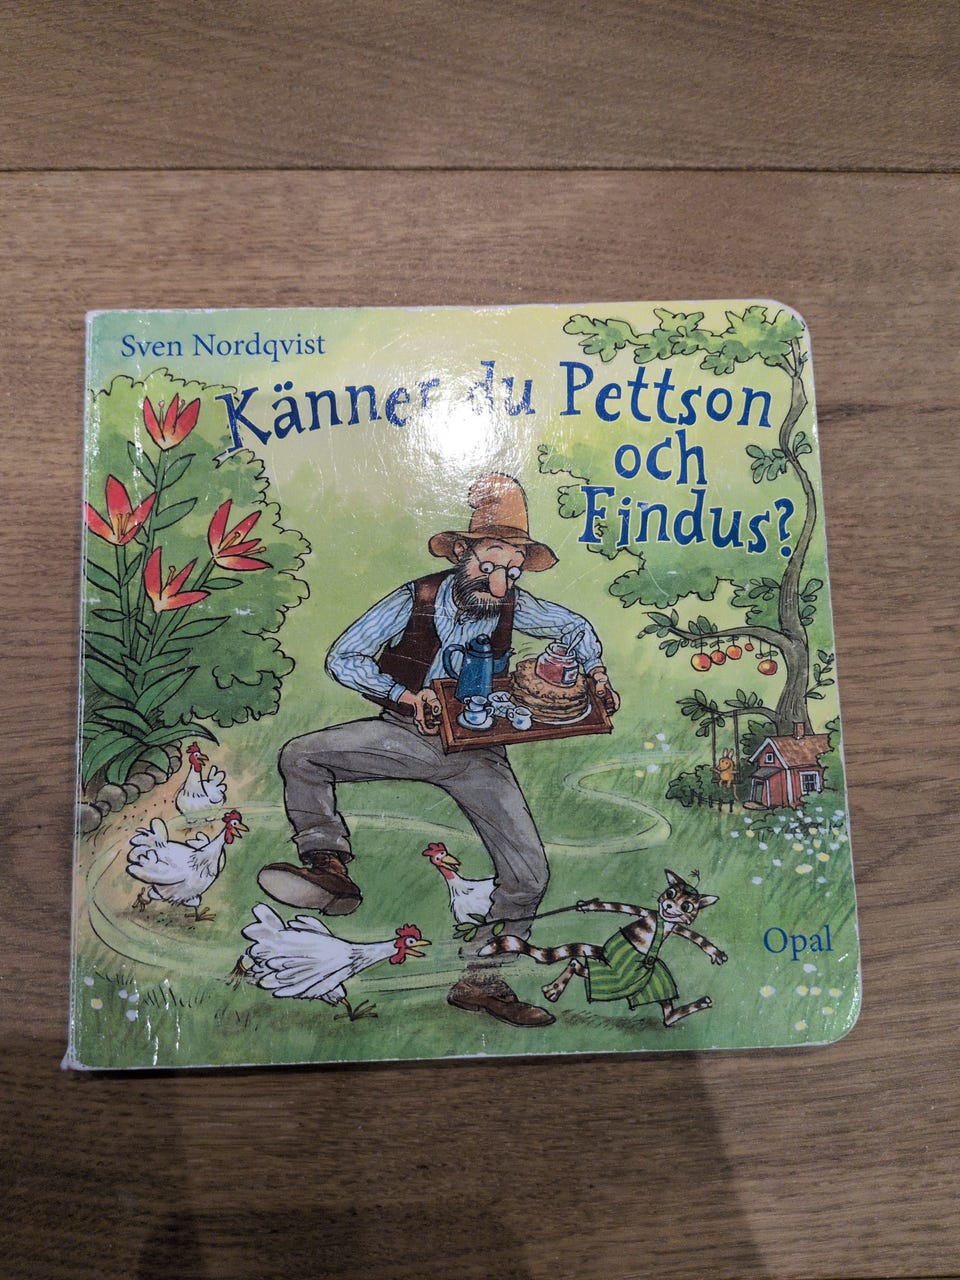 Sven Nordqvist
Känner du Pettson
och
Findus?
Opal